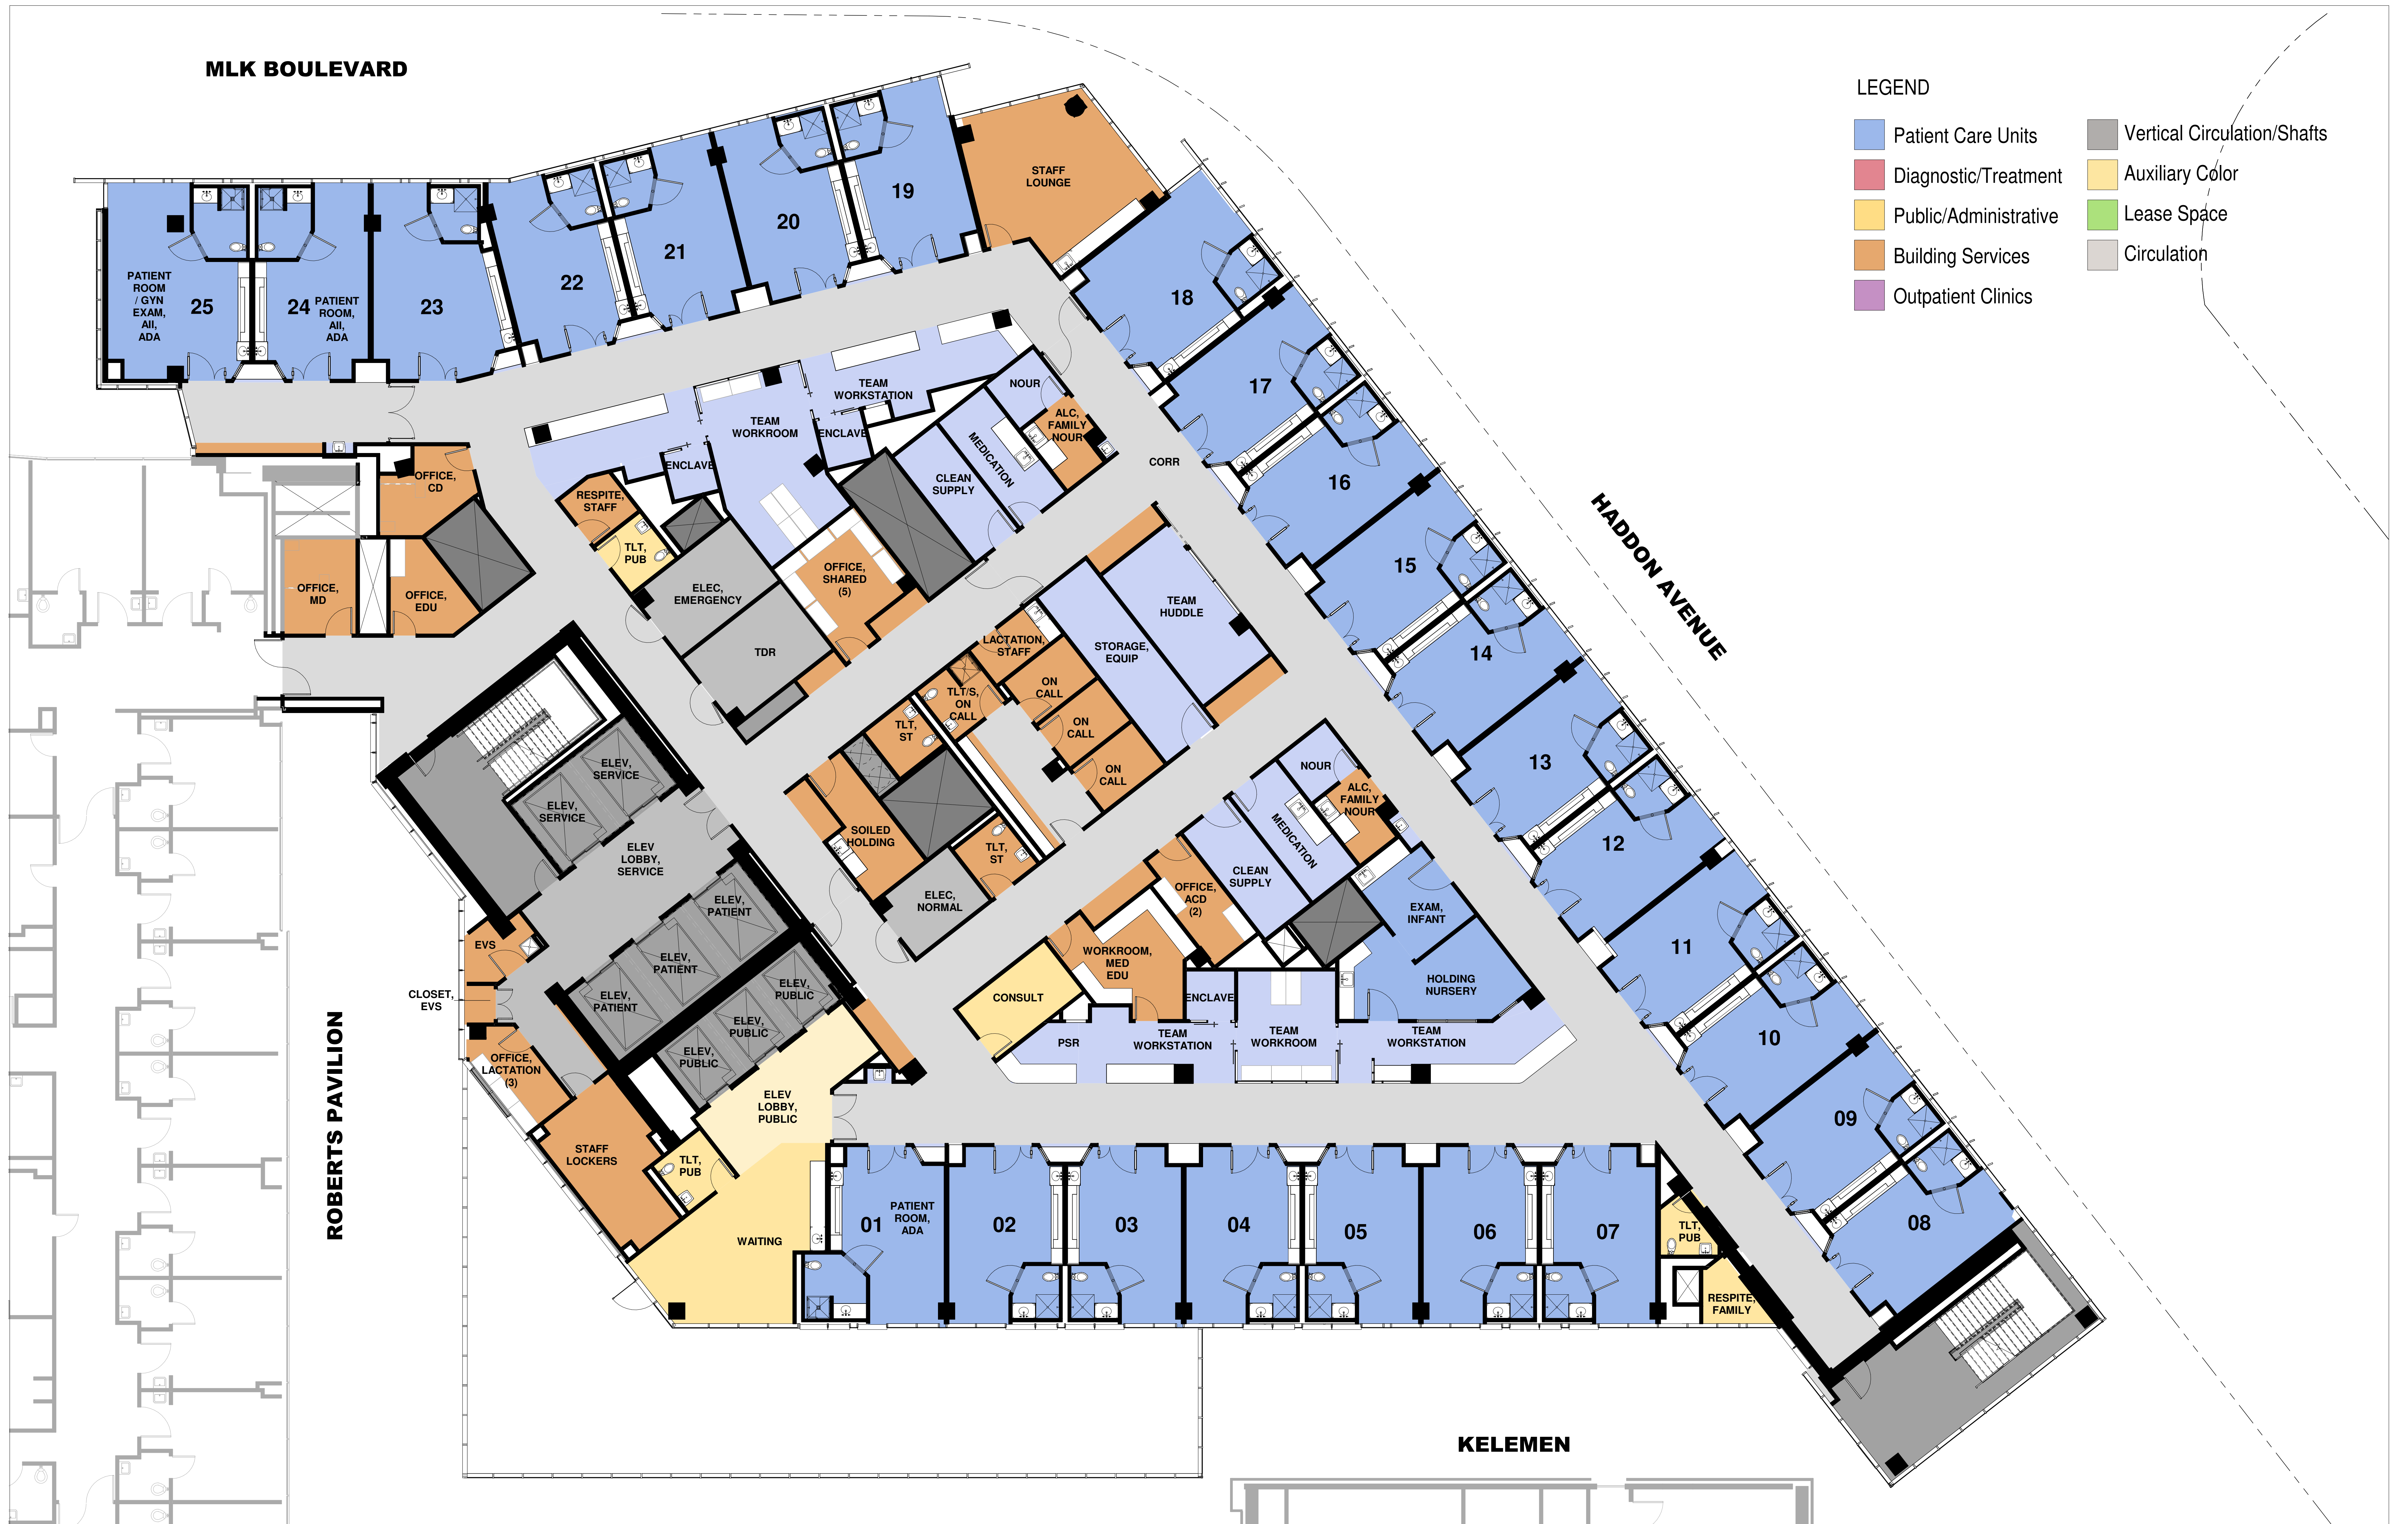 MLK BOULEVARD
LEGEND
Patient Care Units
Diagnostic/Treatment
Public/Administrative
Building Services
Outpatient Clinics
Vertical Circulation/Shafts
Auxiliary Color
Lease Space
Circulation
PATIENT
ROOM
/ GYN
EXAM,
AII,
ADA
25
24
PATIENT
ROOM,
AII,
ADA
23
22
21
20
19
STAFF
LOUNGE
18
17
16
15
14
13
12
11
10
09
08
HADDON AVENUE
CORR
TEAM
WORKSTATION
TEAM
WORKROOM
ENCLAVE
ENCLAVE
NOUR
ALC,
FAMILY
NOUR
MEDICATION
CLEAN
SUPPLY
OFFICE,
CD
OFFICE,
MD
OFFICE,
EDU
RESPITE,
STAFF
TLT,
PUB
ELEC,
EMERGENCY
TDR
OFFICE,
SHARED
(5)
TEAM
HUDDLE
STORAGE,
EQUIP
LACTATION,
STAFF
ON
CALL
ON
CALL
ON
CALL
TLT/S,
ON
CALL
TLT,
ST
SOILED
HOLDING
TLT,
ST
ELEC,
NORMAL
ELEV,
SERVICE
ELEV,
SERVICE
ELEV
LOBBY,
SERVICE
ELEV,
PATIENT
ELEV,
PATIENT
ELEV,
PATIENT
ELEV,
PUBLIC
ELEV,
PUBLIC
ELEV,
PUBLIC
EVS
CLOSET,
EVS
OFFICE,
LACTATION
(3)
STAFF
LOCKERS
ELEV
LOBBY,
PUBLIC
TLT,
PUB
WAITING
NOUR
ALC,
FAMILY
NOUR
MEDICATION
CLEAN
SUPPLY
OFFICE,
ACD
(2)
WORKROOM,
MED
EDU
CONSULT
EXAM,
INFANT
HOLDING
NURSERY
ENCLAVE
PSR
TEAM
WORKSTATION
TEAM
WORKROOM
TEAM
WORKSTATION
01
PATIENT
ROOM,
ADA
02
03
04
05
06
07
TLT,
PUB
RESPITE,
FAMILY
ROBERTS PAVILION
KELEMEN